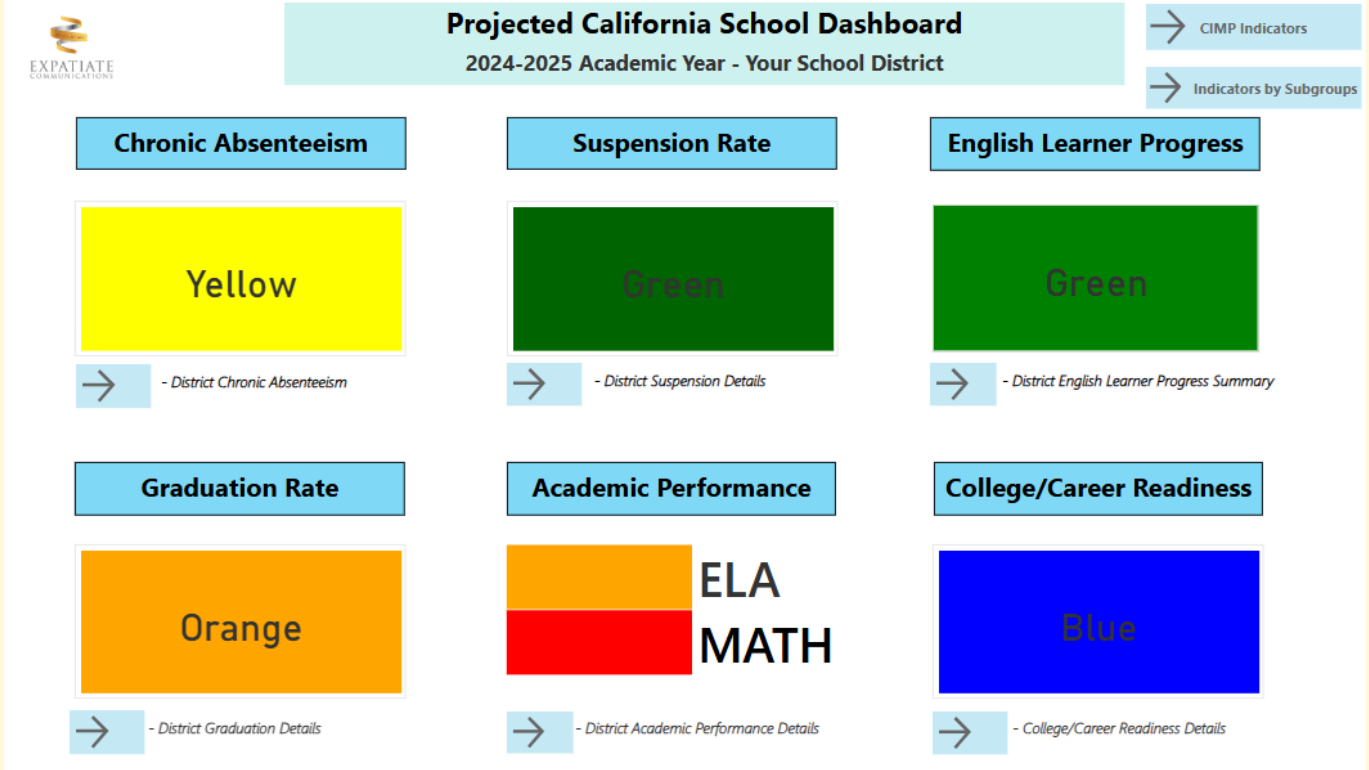 EXPATIATE
COMMUNICATIONS
Projected California School Dashboard
2024-2025 Academic Year - Your School District
CIMP Indicators
Indicators by Subgroups
Chronic Absenteeism
Suspension Rate
English Learner Progress
Yellow
Green
Green
- District Chronic Absenteeism
- District Suspension Details
- District English Learner Progress Summary
Graduation Rate
Academic Performance
College/Career Readiness
Orange
ELA
MATH
Blue
- District Graduation Details
- District Academic Performance Details
- College/Career Readiness Details